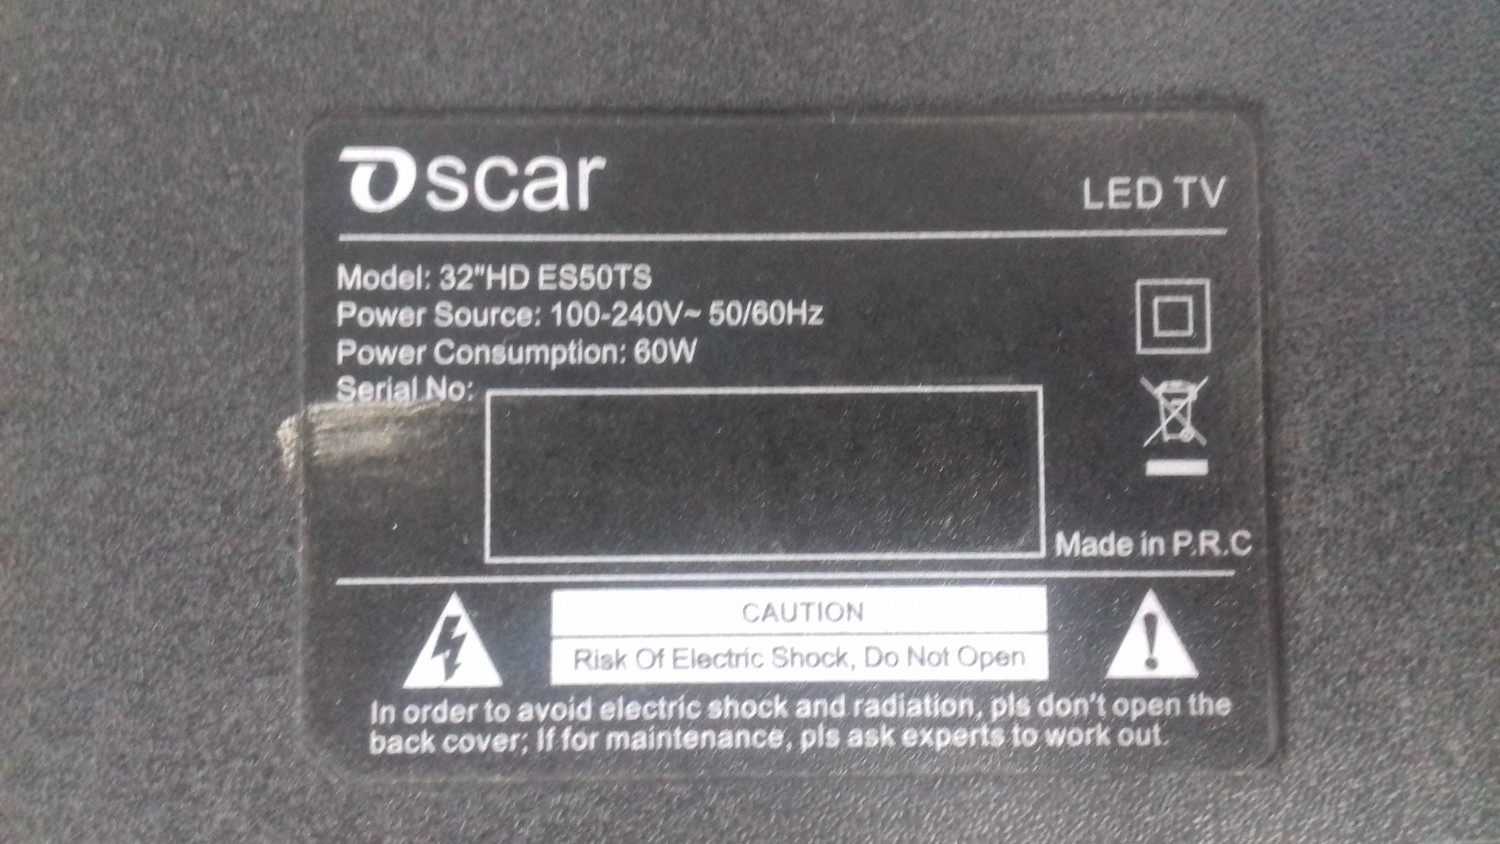 Oscar
LED TV
Model: 32"HD ES50TS
Power Source: 100-240V~ 50/60Hz
Power Consumption: 60W
Serial No:
Made in P.R.C
CAUTION
Risk Of Electric Shock, Do Not Open
In order to avoid electric shock and radiation, pls don't open the
back cover; If for maintenance, pls ask experts to work out.